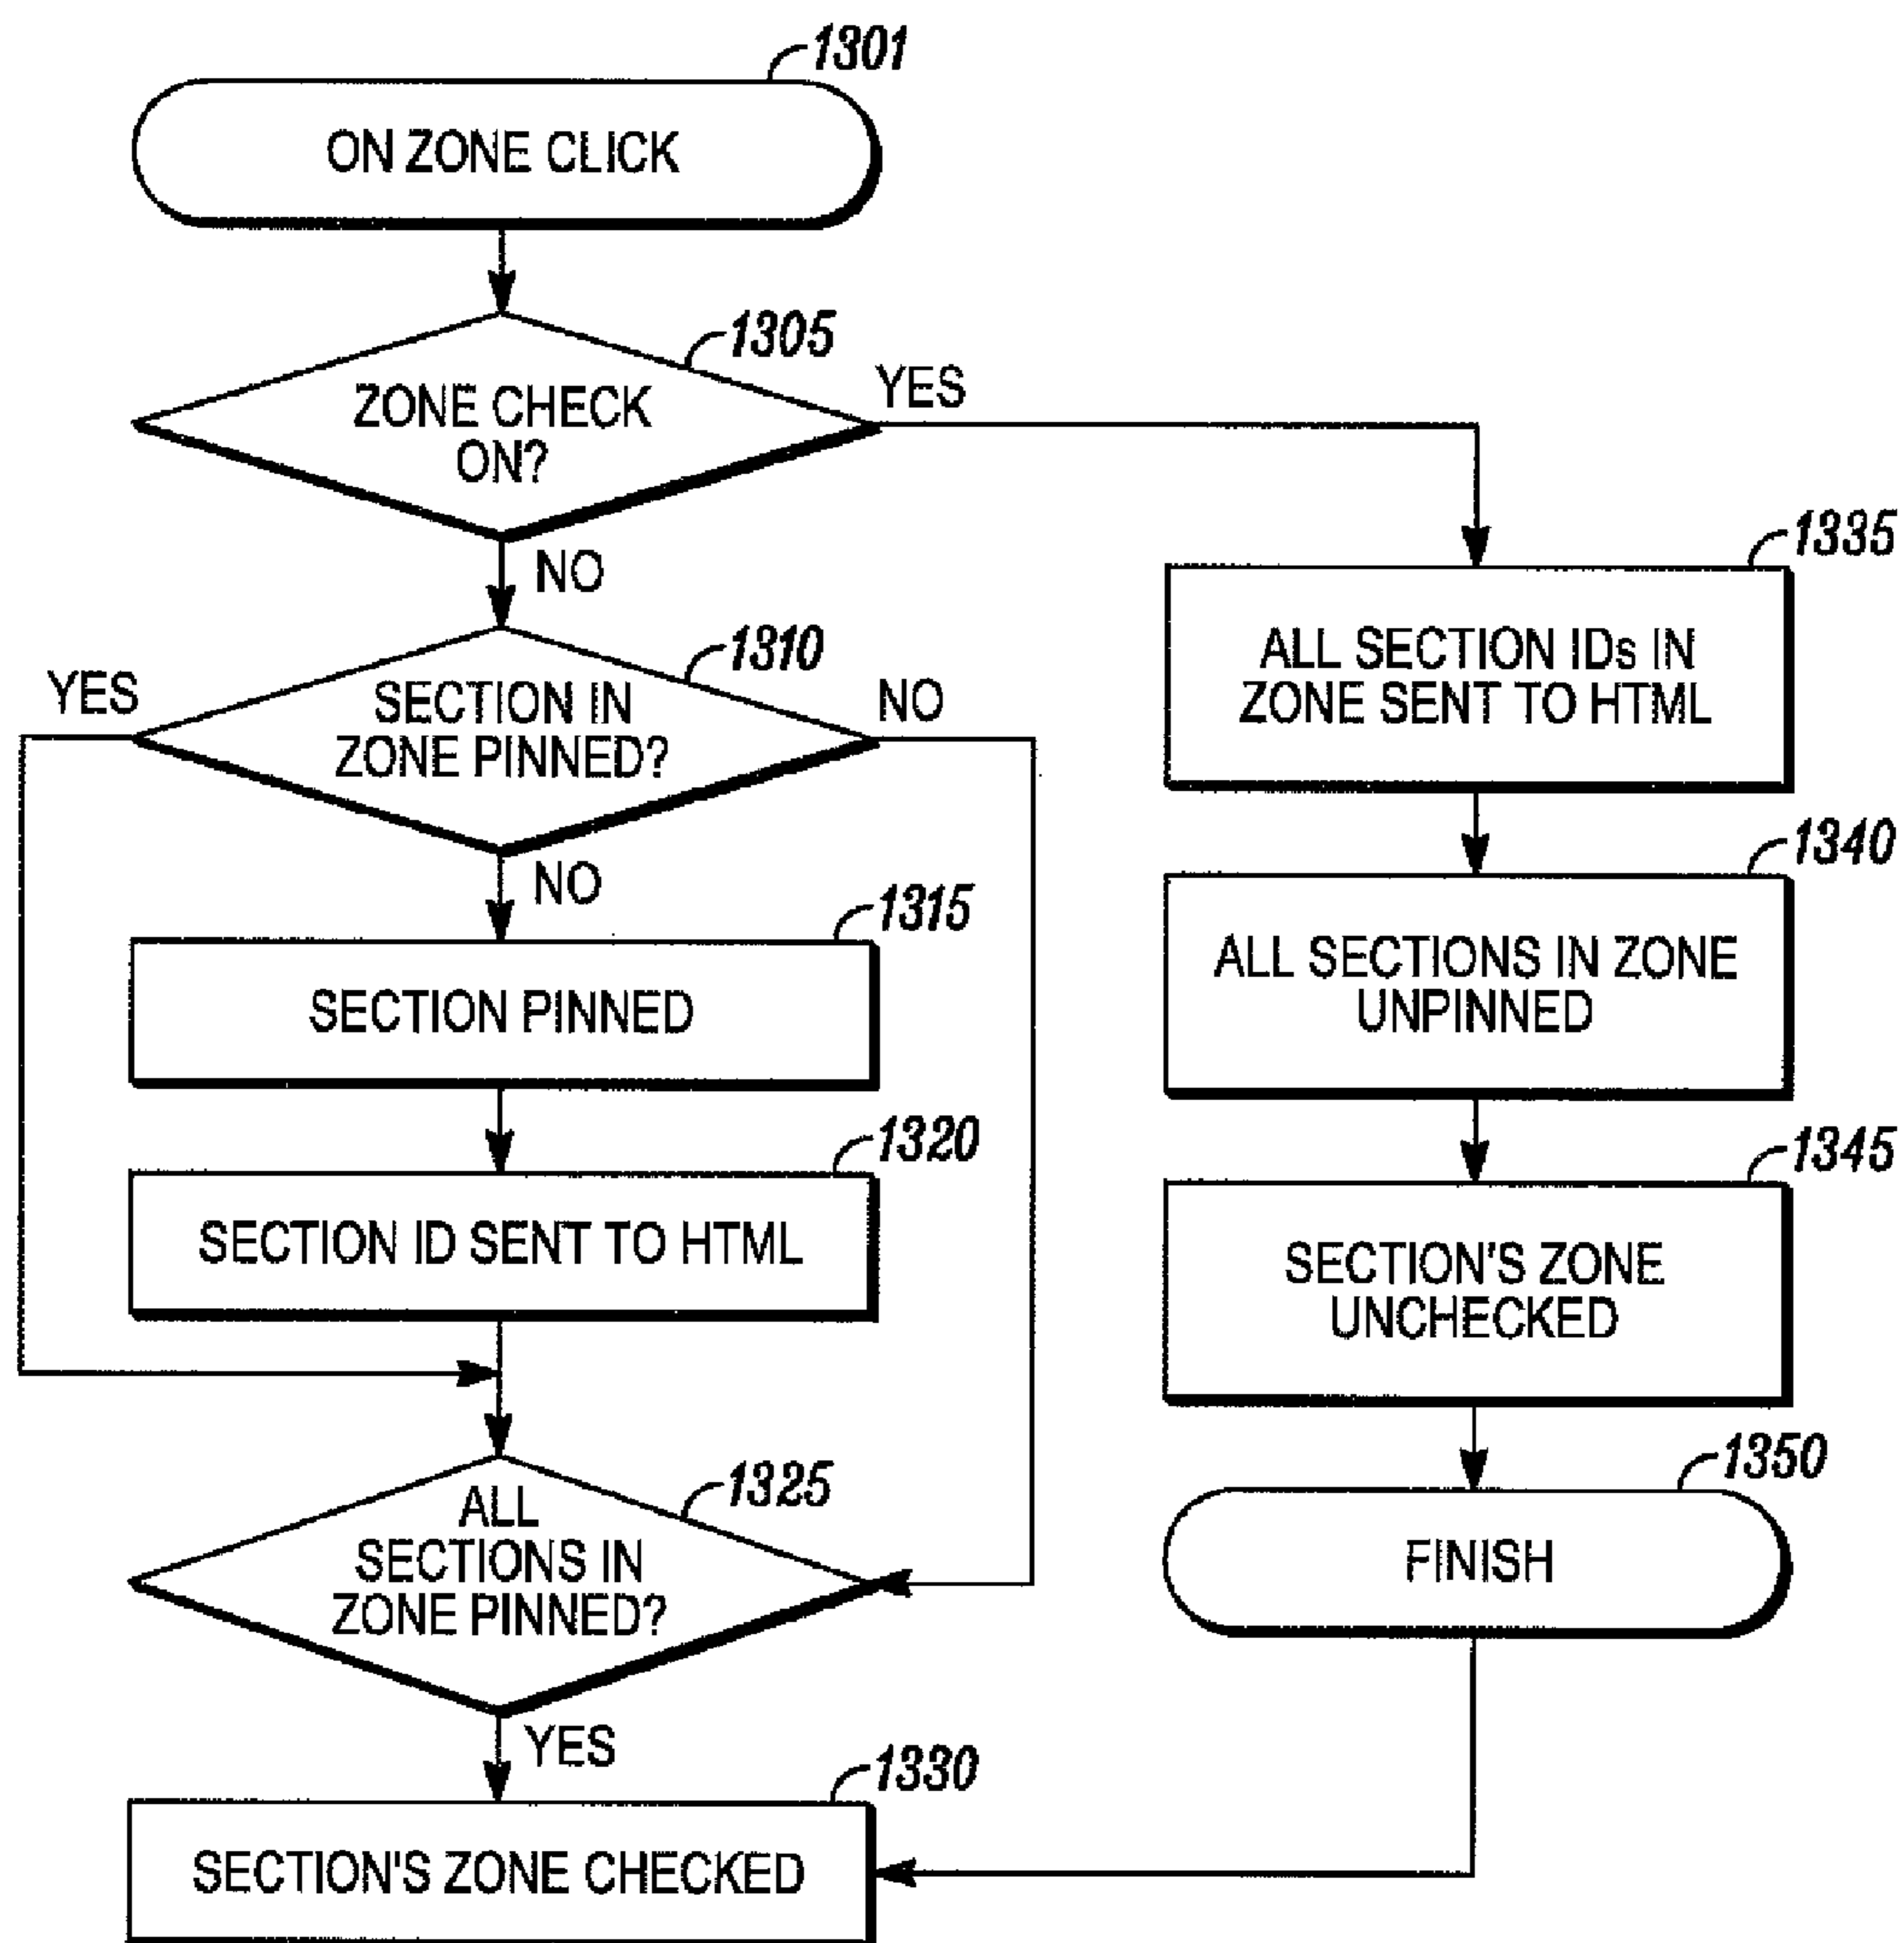 1301
ON ZONE CLICK
1305
ZONE CHECK
ON?
YES
NO
1310
SECTION IN
ZONE PINNED?
YES
NO
NO
1315
SECTION PINNED
1320
SECTION ID SENT TO HTML
1325
ALL
SECTIONS IN
ZONE PINNED?
YES
1330
SECTION'S ZONE CHECKED
1335
ALL SECTION IDs IN
ZONE SENT TO HTML
1340
ALL SECTIONS IN ZONE
UNPINNED
1345
SECTION'S ZONE
UNCHECKED
1350
FINISH